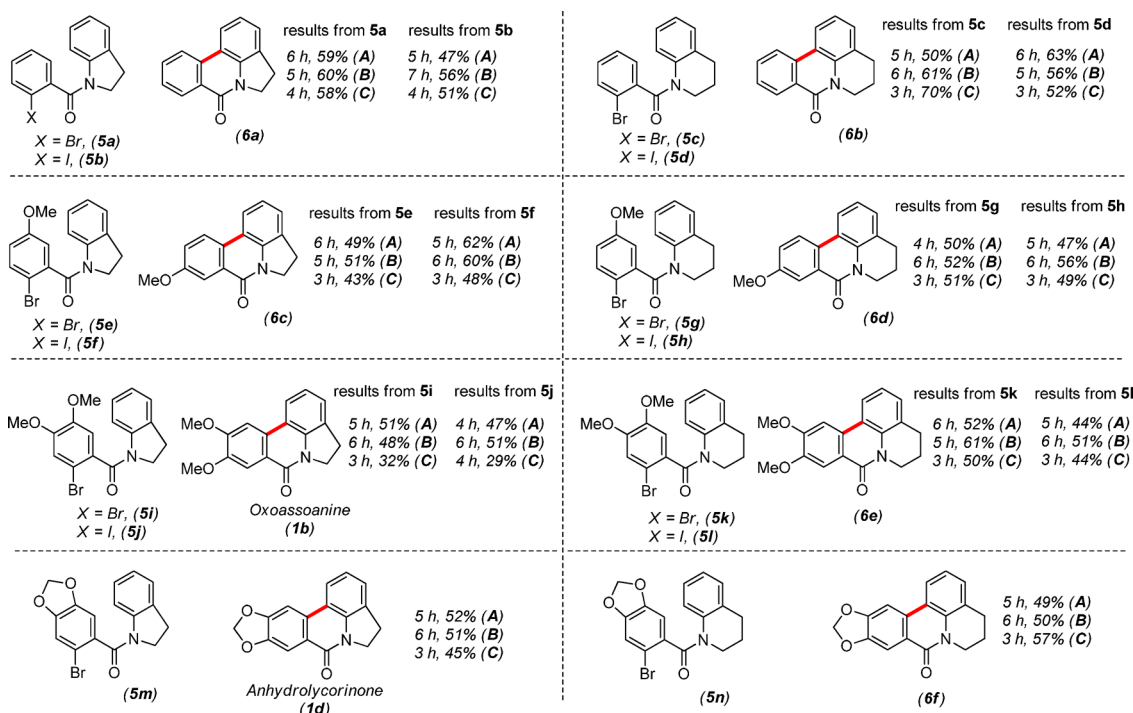 results from 5a
results from 5b
6 h, 59% (A)
5 h, 60% (B)
4 h, 58% (C)
5 h, 47% (A)
7 h, 56% (B)
4 h, 51% (C)
N
O
X
N
O
X = Br, (5a)
X = I, (5b)
(6a)
results from 5c
results from 5d
5 h, 50% (A)
6 h, 61% (B)
3 h, 70% (C)
6 h, 63% (A)
5 h, 56% (B)
3 h, 52% (C)
N
Br
O
N
O
X = Br, (5c)
X = I, (5d)
(6b)
OMe
results from 5e
results from 5f
6 h, 49% (A)
5 h, 51% (B)
3 h, 43% (C)
5 h, 62% (A)
6 h, 60% (B)
3 h, 48% (C)
N
Br
O
MeO
N
O
X = Br, (5e)
X = I, (5f)
(6c)
OMe
results from 5g
results from 5h
4 h, 50% (A)
6 h, 52% (B)
3 h, 51% (C)
5 h, 47% (A)
6 h, 56% (B)
3 h, 49% (C)
N
Br
O
MeO
N
O
X = Br, (5g)
X = I, (5h)
(6d)
OMe
MeO
results from 5i
results from 5j
5 h, 51% (A)
6 h, 48% (B)
3 h, 32% (C)
4 h, 47% (A)
6 h, 51% (B)
4 h, 29% (C)
N
Br
O
MeO
MeO
N
O
X = Br, (5i)
X = I, (5j)
Oxoassoanine
(1b)
OMe
MeO
results from 5k
results from 5l
6 h, 52% (A)
5 h, 61% (B)
3 h, 50% (C)
5 h, 44% (A)
6 h, 51% (B)
3 h, 44% (C)
N
Br
O
MeO
MeO
N
O
X = Br, (5k)
X = I, (5l)
(6e)
O
O
N
Br
O
O
O
N
O
5 h, 52% (A)
6 h, 51% (B)
3 h, 45% (C)
(5m)
Anhydrolycorinone
(1d)
O
O
N
Br
O
O
O
N
O
5 h, 49% (A)
6 h, 50% (B)
3 h, 57% (C)
(5n)
(6f)